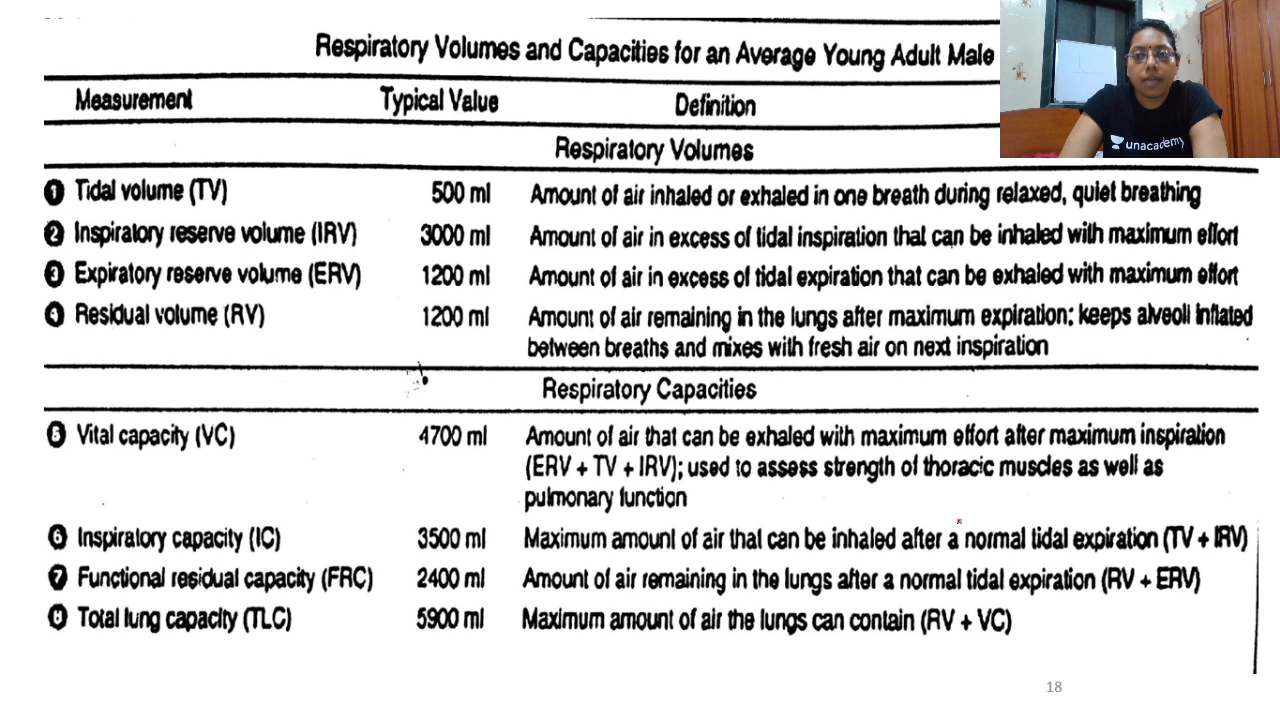 Respiratory Volumes and Capacities for an Average Young Adult Male
Measurement Typical Value Definition
Respiratory Volumes
1 Tidal volume (TV) 500 ml Amount of air inhaled or exhaled in one breath during relaxed, quiet breathing
2 Inspiratory reserve volume (IRV) 3000 ml Amount of air in excess of tidal inspiration that can be inhaled with maximum effort
3 Expiratory reserve volume (ERV) 1200 ml Amount of air in excess of tidal expiration that can be exhaled with maximum effort
4 Residual volume (RV) 1200 ml Amount of air remaining in the lungs after maximum expiration; keeps alveoli inflated
between breaths and mixes with fresh air on next inspiration
Respiratory Capacities
5 Vital capacity (VC) 4700 ml Amount of air that can be exhaled with maximum effort after maximum inspiration
(ERV + TV + IRV); used to assess strength of thoracic muscles as well as
pulmonary function
6 Inspiratory capacity (IC) 3500 ml Maximum amount of air that can be inhaled after a normal tidal expiration (TV + IRV)
7 Functional residual capacity (FRC) 2400 ml Amount of air remaining in the lungs after a normal tidal expiration (RV + ERV)
8 Total lung capacity (TLC) 5900 ml Maximum amount of air the lungs can contain (RV + VC)
18
unacademy